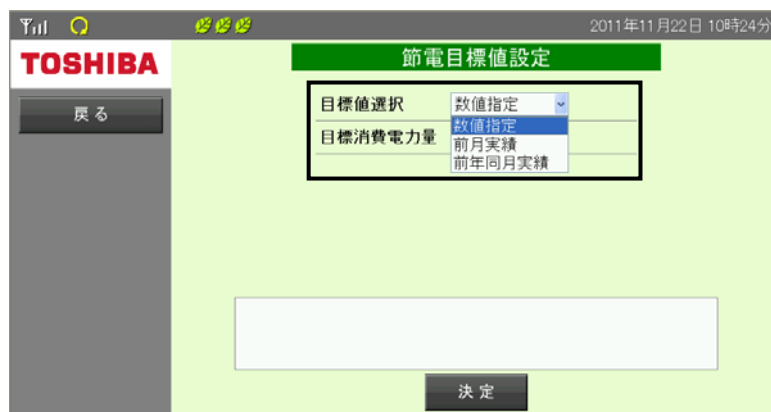 2011年11月22日 10時24分
TOSHIBA
節電目標値設定
戻る
目標値選択 数値指定
数値指定
目標消費電力量
前月実績
前年同月実績
決定